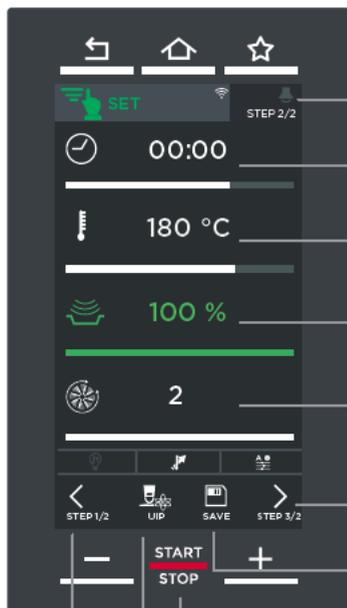 SET
STEP 2/2
00:00
180 °C
100 %
2
STEP 1/2
UIP
SAVE
STEP 3/2
START
STOP